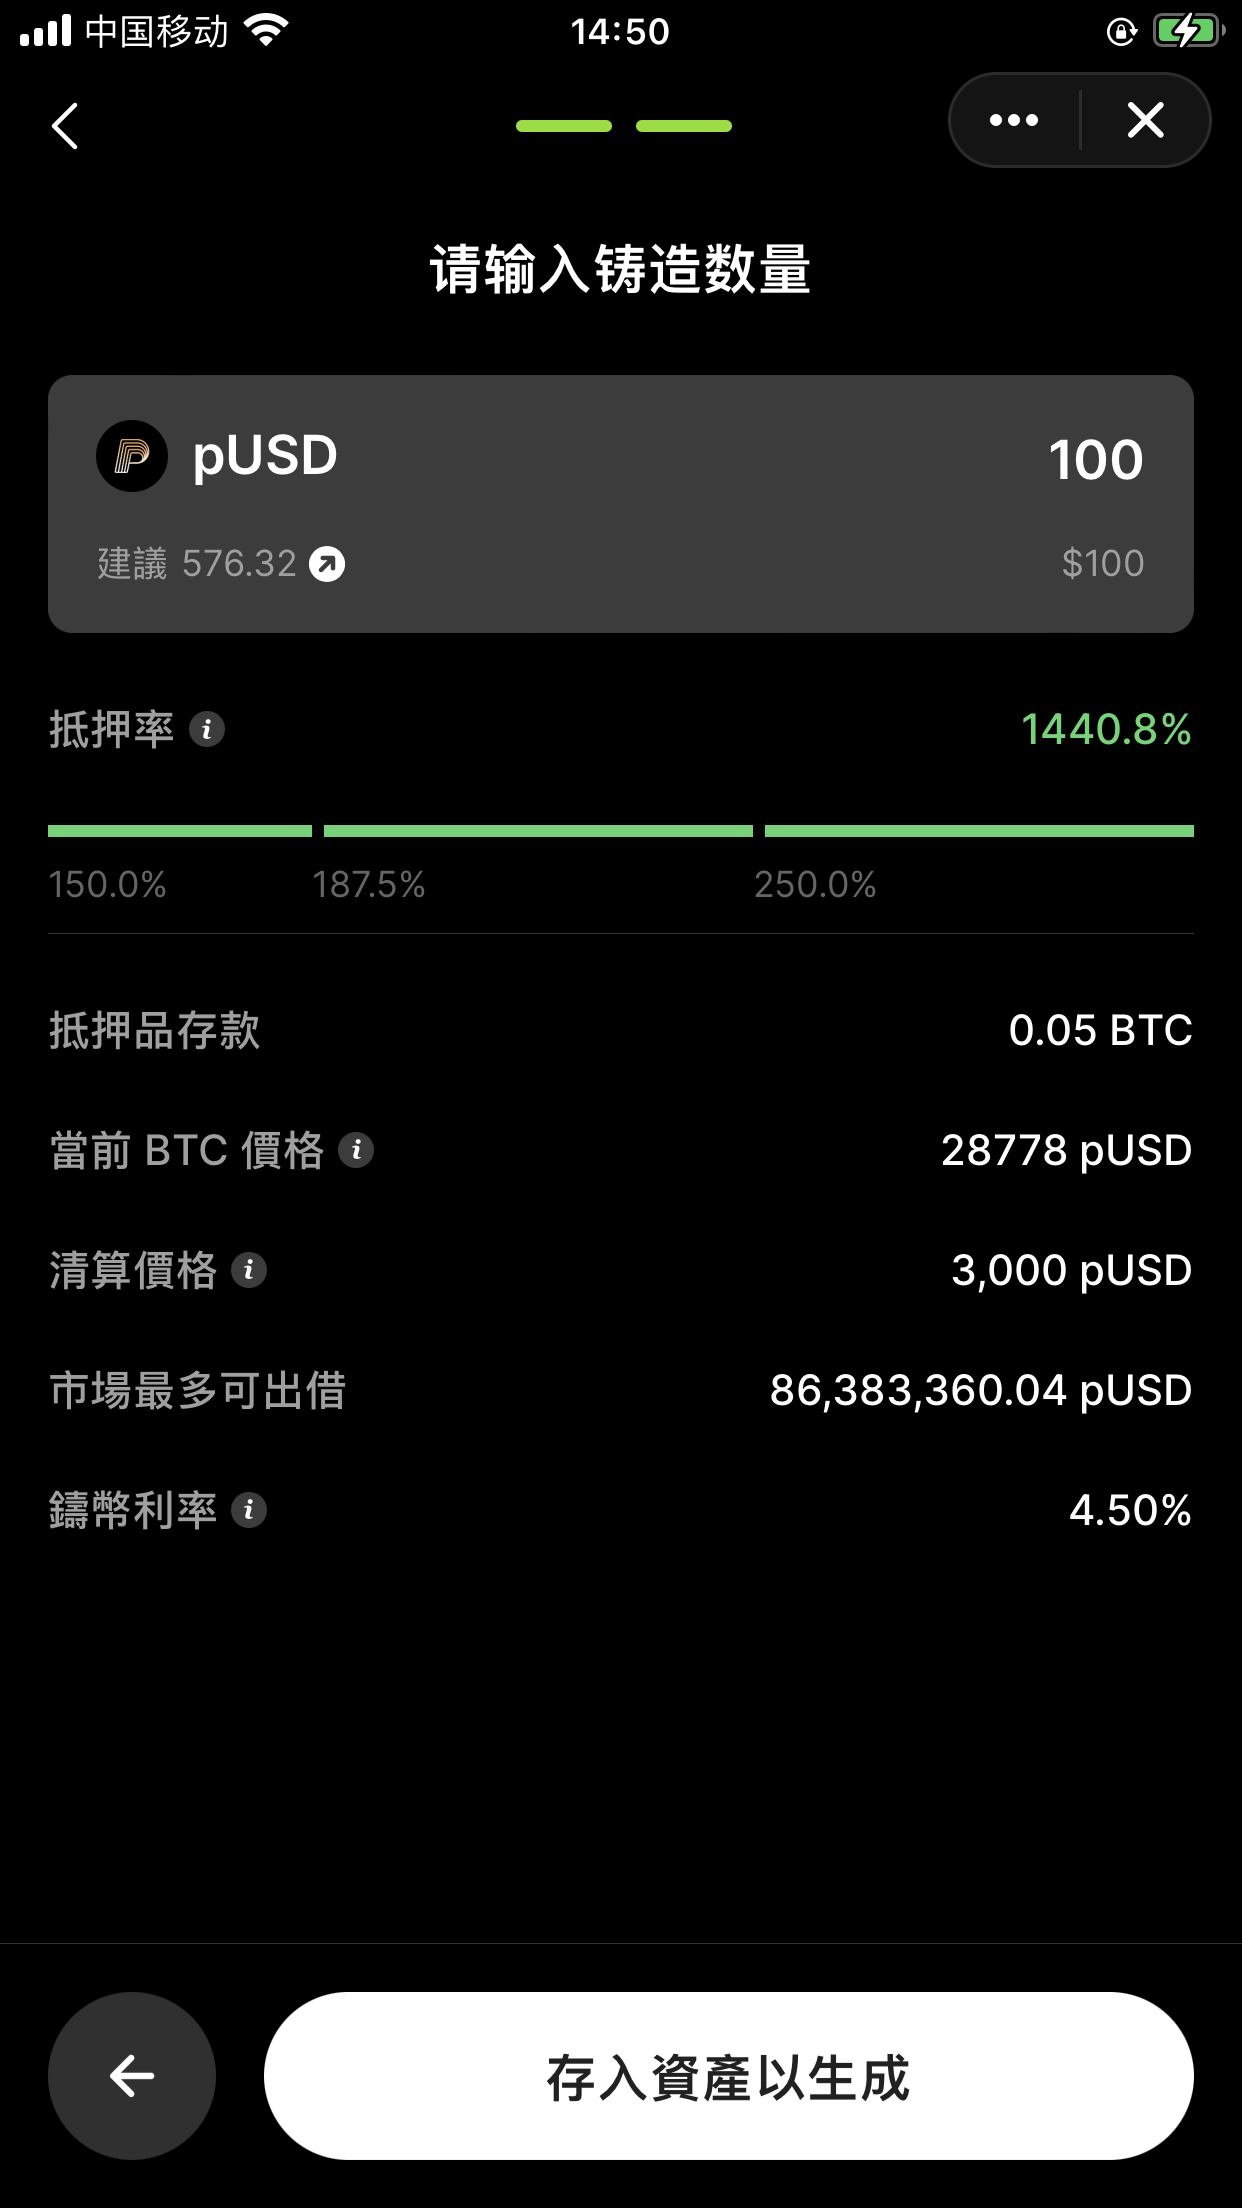 中国移动
14:50
请输入铸造数量
pUSD
100
建議 576.32
$100
抵押率
1440.8%
150.0%
187.5%
250.0%
抵押品存款
0.05 BTC
當前 BTC 價格
28778 pUSD
清算價格
3,000 pUSD
市場最多可出借
86,383,360.04 pUSD
鑄幣利率
4.50%
存入資產以生成